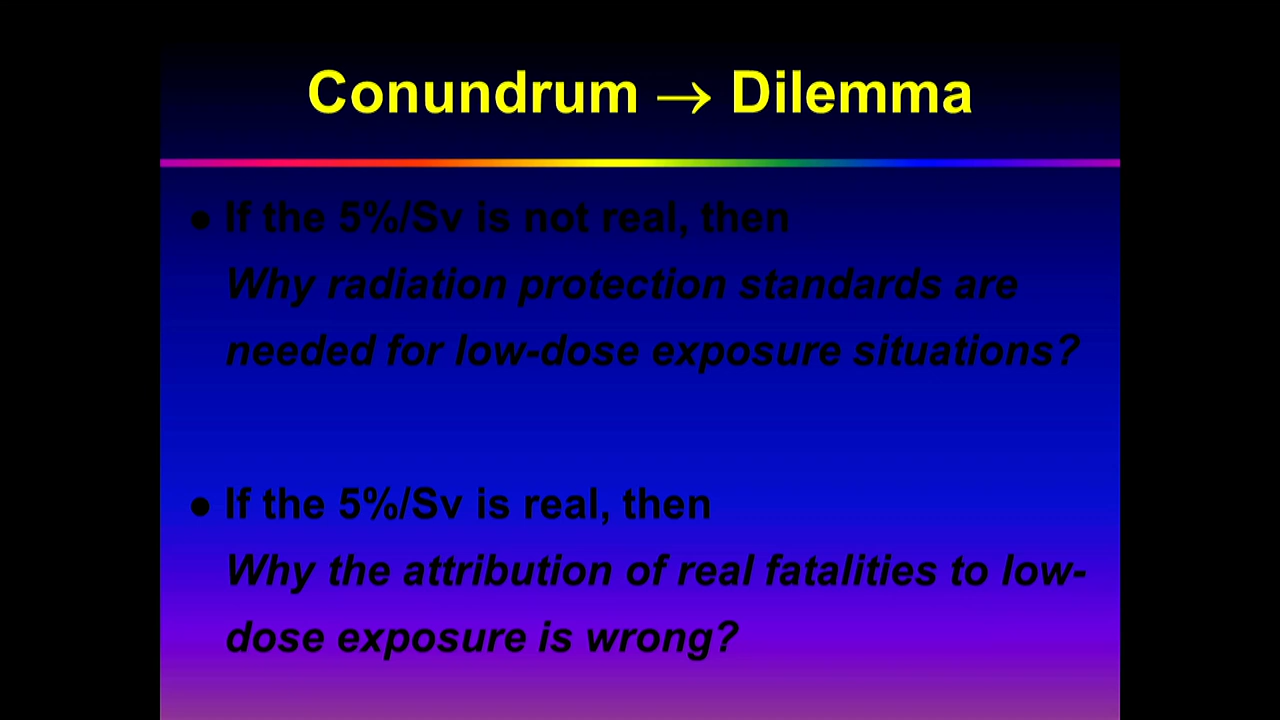 Conundrum → Dilemma
● If the 5%/Sv is not real, then
Why radiation protection standards are
needed for low-dose exposure situations?
● If the 5%/Sv is real, then
Why the attribution of real fatalities to low-
dose exposure is wrong?